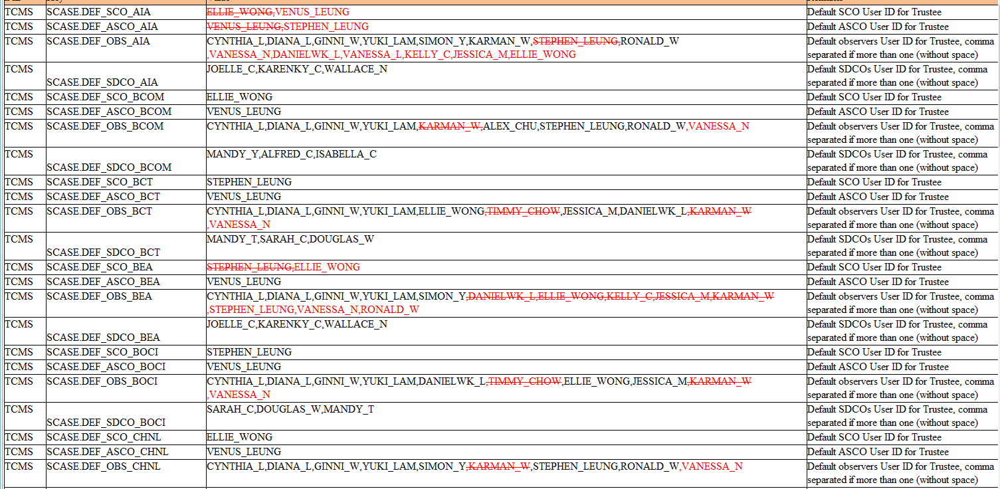 TCMS SCASE.DEF_SCO_AIA ELLIE_WONG,VENUS_LEUNG Default SCO User ID for Trustee
TCMS SCASE.DEF_ASCO_AIA VENUS_LEUNG,STEPHEN_LEUNG Default ASCO User ID for Trustee
TCMS SCASE.DEF_OBS_AIA CYNTHIA_L,DIANA_L,GINNI_W,YUKI_LAM,SIMON_Y,KARMAN_W,STEPHEN_LEUNG,RONALD_W Default observers User ID for Trustee, comma
,VANESSA_N,DANIELWK_L,VANESSA_L,KELLY_C,JESSICA_M,ELLIE_WONG separated if more than one (without space)
TCMS JOELLE_C,KARENKY_C,WALLACE_N Default SDCOs User ID for Trustee, comma
SCASE.DEF_SDCO_AIA separated if more than one (without space)
TCMS SCASE.DEF_SCO_BCOM ELLIE_WONG Default SCO User ID for Trustee
TCMS SCASE.DEF_ASCO_BCOM VENUS_LEUNG Default ASCO User ID for Trustee
TCMS SCASE.DEF_OBS_BCOM CYNTHIA_L,DIANA_L,GINNI_W,YUKI_LAM,KARMAN_W,ALEX_CHU,STEPHEN_LEUNG,RONALD_W,VANESSA_N Default observers User ID for Trustee, comma
separated if more than one (without space)
TCMS MANDY_Y,ALFRED_C,ISABELLA_C Default SDCOs User ID for Trustee, comma
SCASE.DEF_SDCO_BCOM separated if more than one (without space)
TCMS SCASE.DEF_SCO_BCT STEPHEN_LEUNG Default SCO User ID for Trustee
TCMS SCASE.DEF_ASCO_BCT VENUS_LEUNG Default ASCO User ID for Trustee
TCMS SCASE.DEF_OBS_BCT CYNTHIA_L,DIANA_L,GINNI_W,YUKI_LAM,ELLIE_WONG,TIMMY_CHOW,JESSICA_M,DANIELWK_L,KARMAN_W Default observers User ID for Trustee, comma
,VANESSA_N separated if more than one (without space)
TCMS MANDY_T,SARAH_C,DOUGLAS_W Default SDCOs User ID for Trustee, comma
SCASE.DEF_SDCO_BCT separated if more than one (without space)
TCMS SCASE.DEF_SCO_BEA STEPHEN_LEUNG,ELLIE_WONG Default SCO User ID for Trustee
TCMS SCASE.DEF_ASCO_BEA VENUS_LEUNG Default ASCO User ID for Trustee
TCMS SCASE.DEF_OBS_BEA CYNTHIA_L,DIANA_L,GINNI_W,YUKI_LAM,SIMON_Y,DANIELWK_L,ELLIE_WONG,KELLY_C,JESSICA_M,KARMAN_W Default observers User ID for Trustee, comma
,STEPHEN_LEUNG,VANESSA_N,RONALD_W separated if more than one (without space)
TCMS JOELLE_C,KARENKY_C,WALLACE_N Default SDCOs User ID for Trustee, comma
SCASE.DEF_SDCO_BEA separated if more than one (without space)
TCMS SCASE.DEF_SCO_BOCI STEPHEN_LEUNG Default SCO User ID for Trustee
TCMS SCASE.DEF_ASCO_BOCI VENUS_LEUNG Default ASCO User ID for Trustee
TCMS SCASE.DEF_OBS_BOCI CYNTHIA_L,DIANA_L,GINNI_W,YUKI_LAM,DANIELWK_L,TIMMY_CHOW,ELLIE_WONG,JESSICA_M,KARMAN_W Default observers User ID for Trustee, comma
,VANESSA_N separated if more than one (without space)
TCMS SARAH_C,DOUGLAS_W,MANDY_T Default SDCOs User ID for Trustee, comma
SCASE.DEF_SDCO_BOCI separated if more than one (without space)
TCMS SCASE.DEF_SCO_CHNL ELLIE_WONG Default SCO User ID for Trustee
TCMS SCASE.DEF_ASCO_CHNL VENUS_LEUNG Default ASCO User ID for Trustee
TCMS SCASE.DEF_OBS_CHNL CYNTHIA_L,DIANA_L,GINNI_W,YUKI_LAM,SIMON_Y,KARMAN_W,STEPHEN_LEUNG,RONALD_W,VANESSA_N Default observers User ID for Trustee, comma
separated if more than one (without space)